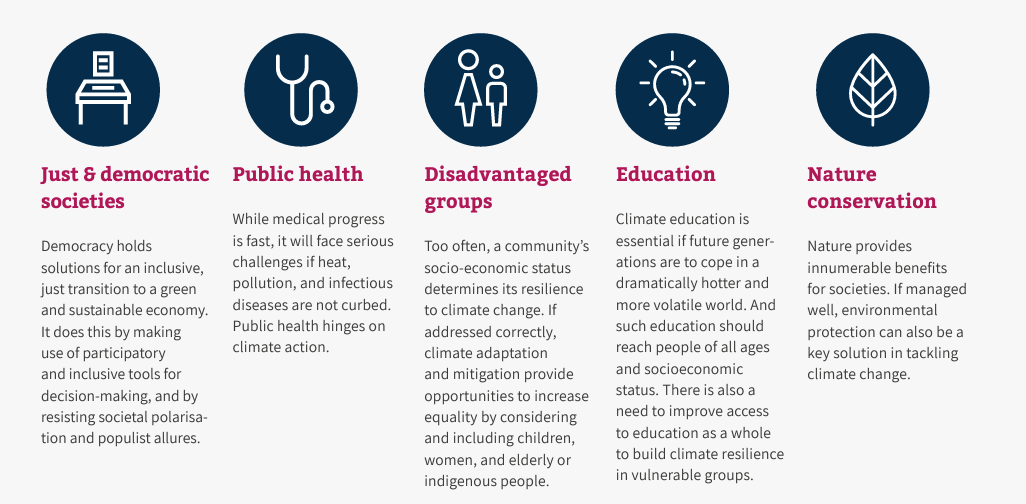 Just & democratic
societies
Democracy holds
solutions for an inclusive,
just transition to a green
and sustainable economy.
It does this by making
use of participatory
and inclusive tools for
decision-making, and by
resisting societal polarisa-
tion and populist allures.
Public health
While medical progress
is fast, it will face serious
challenges if heat,
pollution, and infectious
diseases are not curbed.
Public health hinges on
climate action.
Disadvantaged
groups
Too often, a community’s
socio-economic status
determines its resilience
to climate change. If
addressed correctly,
climate adaptation
and mitigation provide
opportunities to increase
equality by considering
and including children,
women, and elderly or
indigenous people.
Education
Climate education is
essential if future gener-
ations are to cope in a
dramatically hotter and
more volatile world. And
such education should
reach people of all ages
and socioeconomic
status. There is also a
need to improve access
to education as a whole
to build climate resilience
in vulnerable groups.
Nature
conservation
Nature provides
innumerable benefits
for societies. If managed
well, environmental
protection can also be a
key solution in tackling
climate change.